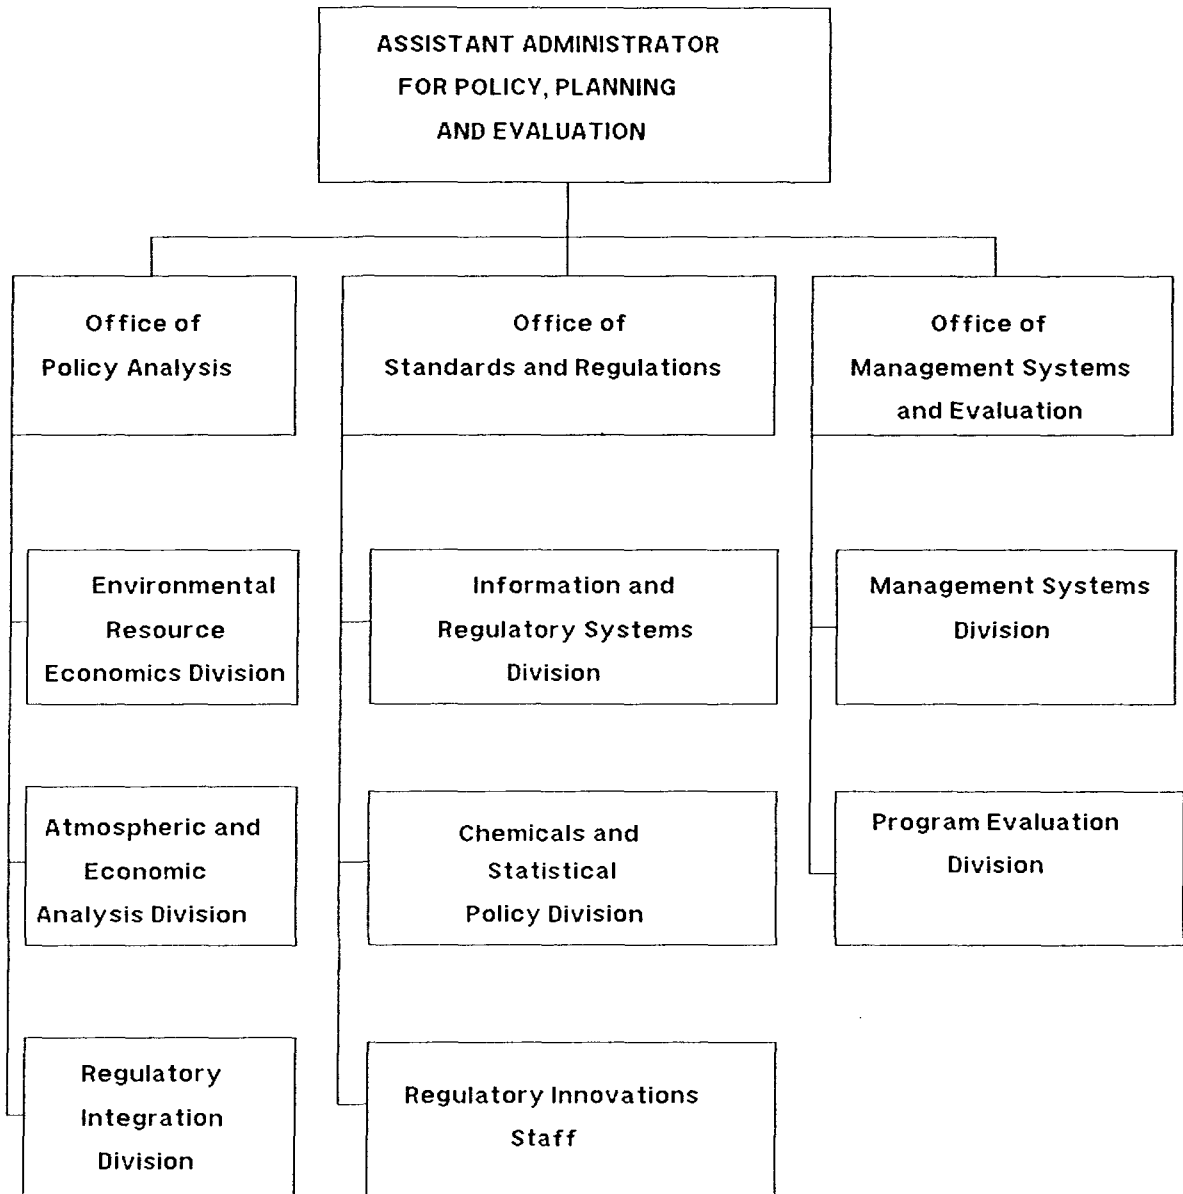 ASSISTANT ADMINISTRATOR
FOR POLICY, PLANNING
AND EVALUATION
Office of
Policy Analysis
Office of
Standards and Regulations
Office of
Management Systems
and Evaluation
Environmental
Resource
Economics Division
Information and
Regulatory Systems
Division
Management Systems
Division
Atmospheric and
Economic
Analysis Division
Chemicals and
Statistical
Policy Division
Program Evaluation
Division
Regulatory
Integration
Division
Regulatory Innovations
Staff